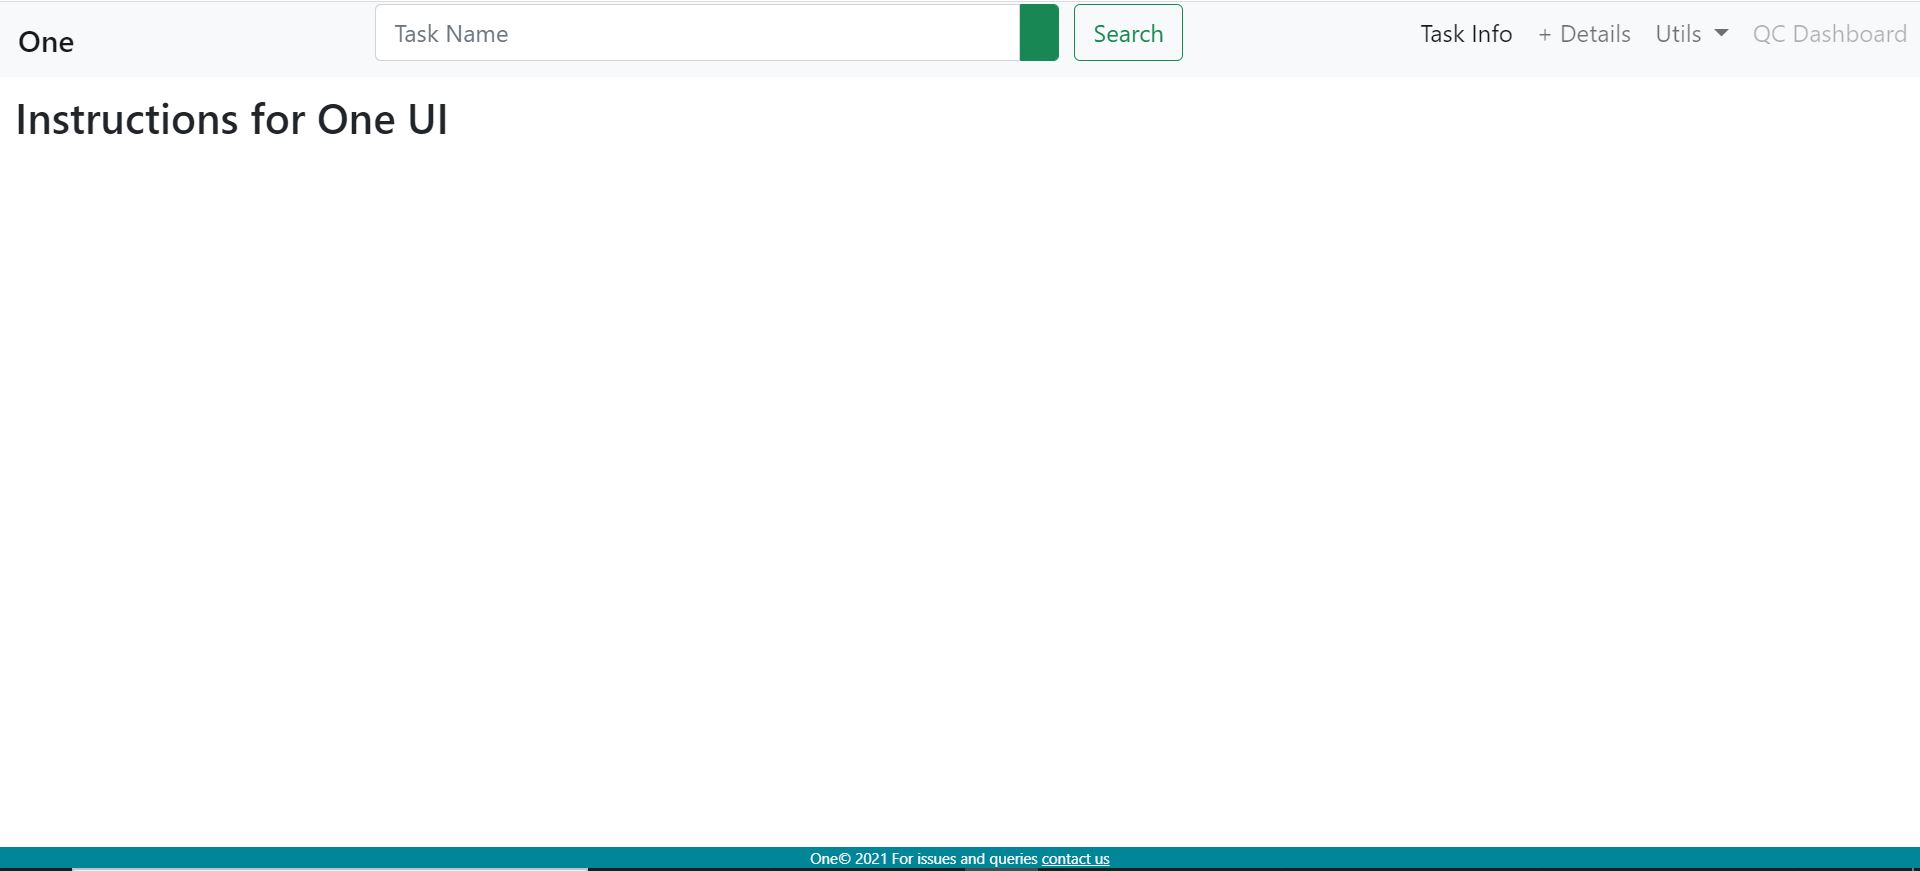 One
Task Name
Search
Task Info
+ Details
Utils
QC Dashboard
Instructions for One UI
One© 2021 For issues and queries contact us